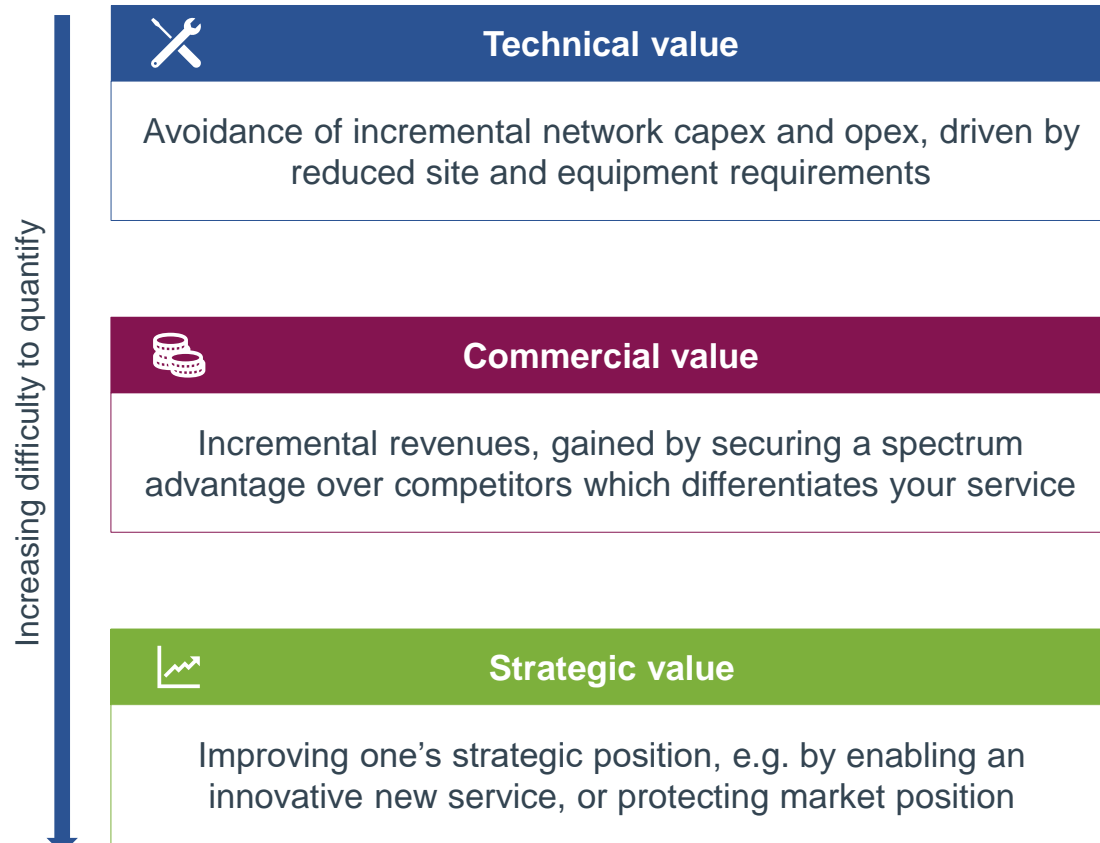 Increasing difficulty to quantify
Technical value
Avoidance of incremental network capex and opex, driven by
reduced site and equipment requirements
Commercial value
Incremental revenues, gained by securing a spectrum
advantage over competitors which differentiates your service
Strategic value
Improving one’s strategic position, e.g. by enabling an
innovative new service, or protecting market position